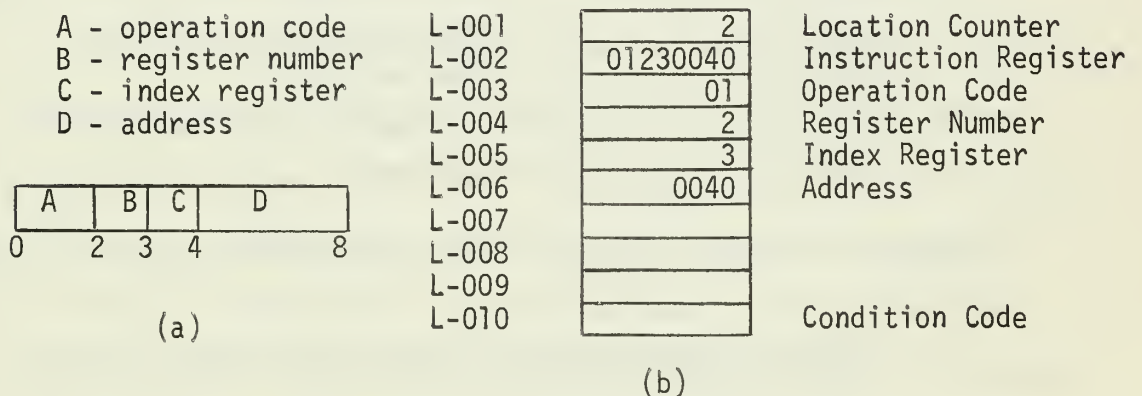 A - operation code
B - register number
C - index register
D - address
A B C D
0 2 3 4 8
(a)
L-001 2 Location Counter
L-002 01230040 Instruction Register
L-003 01 Operation Code
L-004 2 Register Number
L-005 3 Index Register
L-006 0040 Address
L-007
L-008
L-009
L-010 Condition Code
(b)